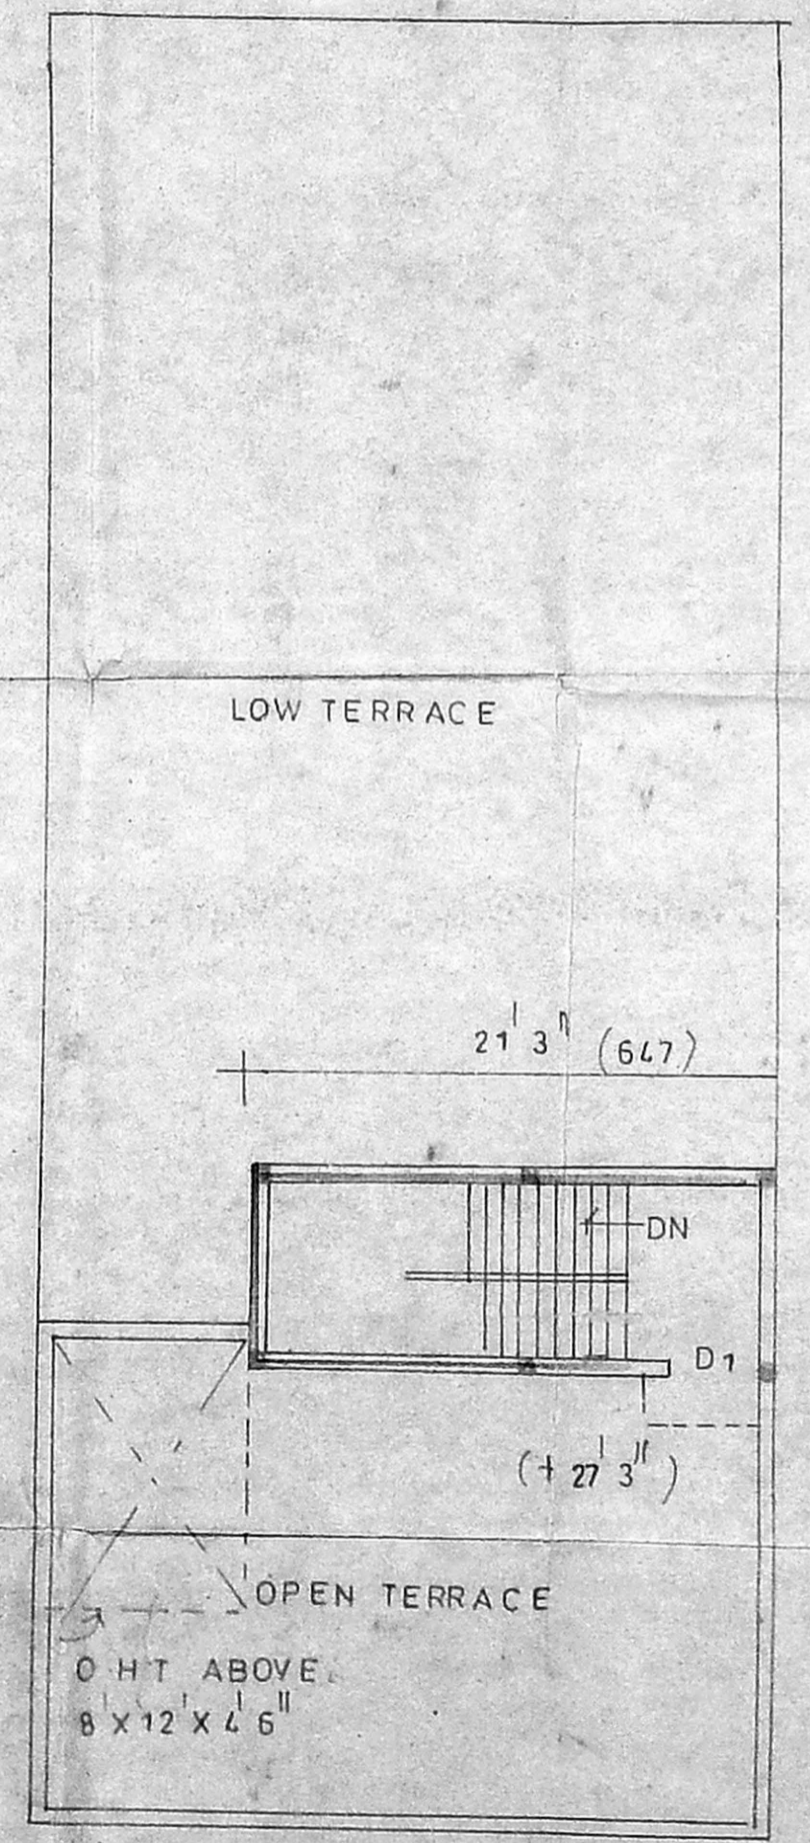 LOW TERRACE
21' 3" (647)
DN
D1
(+ 27' 3")
OPEN TERRACE
O H T ABOVE.
8' X 12' X 4' 6"